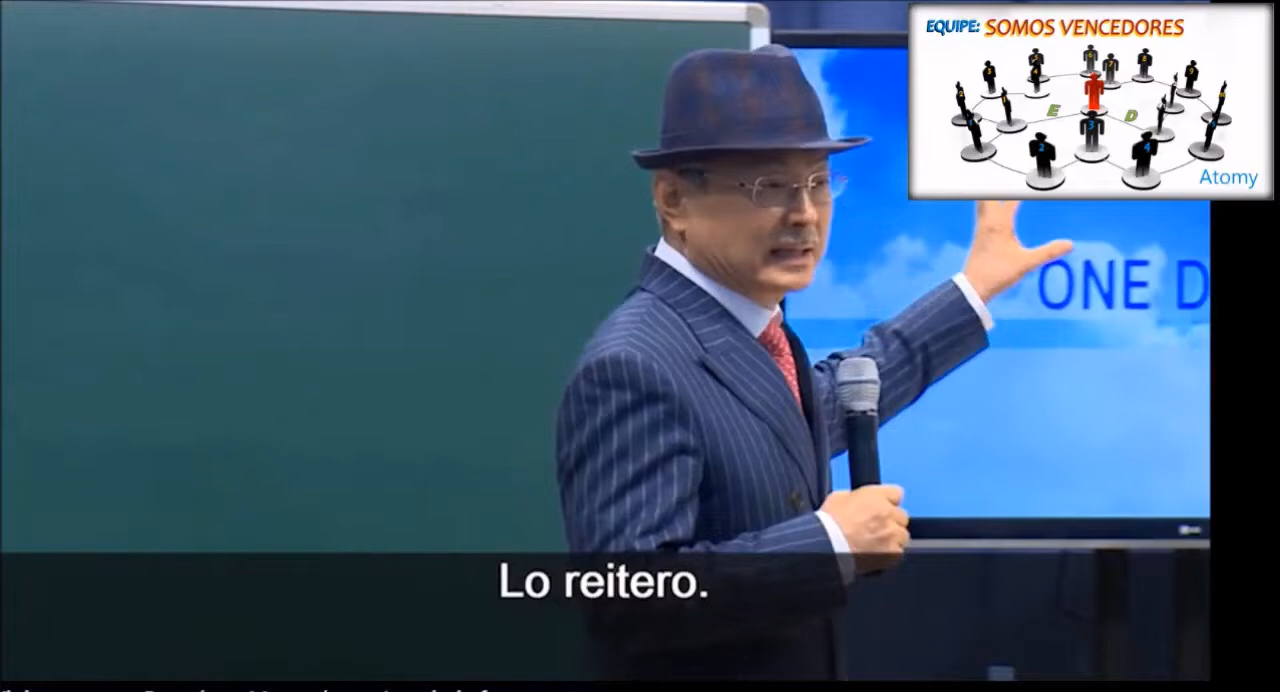 EQUIPE: SOMOS VENCEDORES
E
D
Atomy
ONE D
Lo reitero.